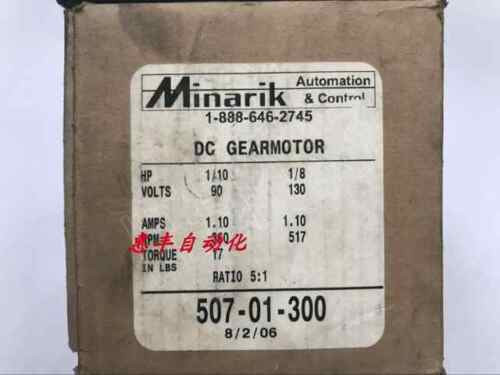 Minarik Automation
& Control
1-888-646-2745
DC GEARMOTOR
HP 1/10 1/8
VOLTS 90 130
AMPS 1.10 1.10
RPM 360 517
惠丰自动化
TORQUE 17
IN LBS
RATIO 5:1
507-01-300
8/2/06